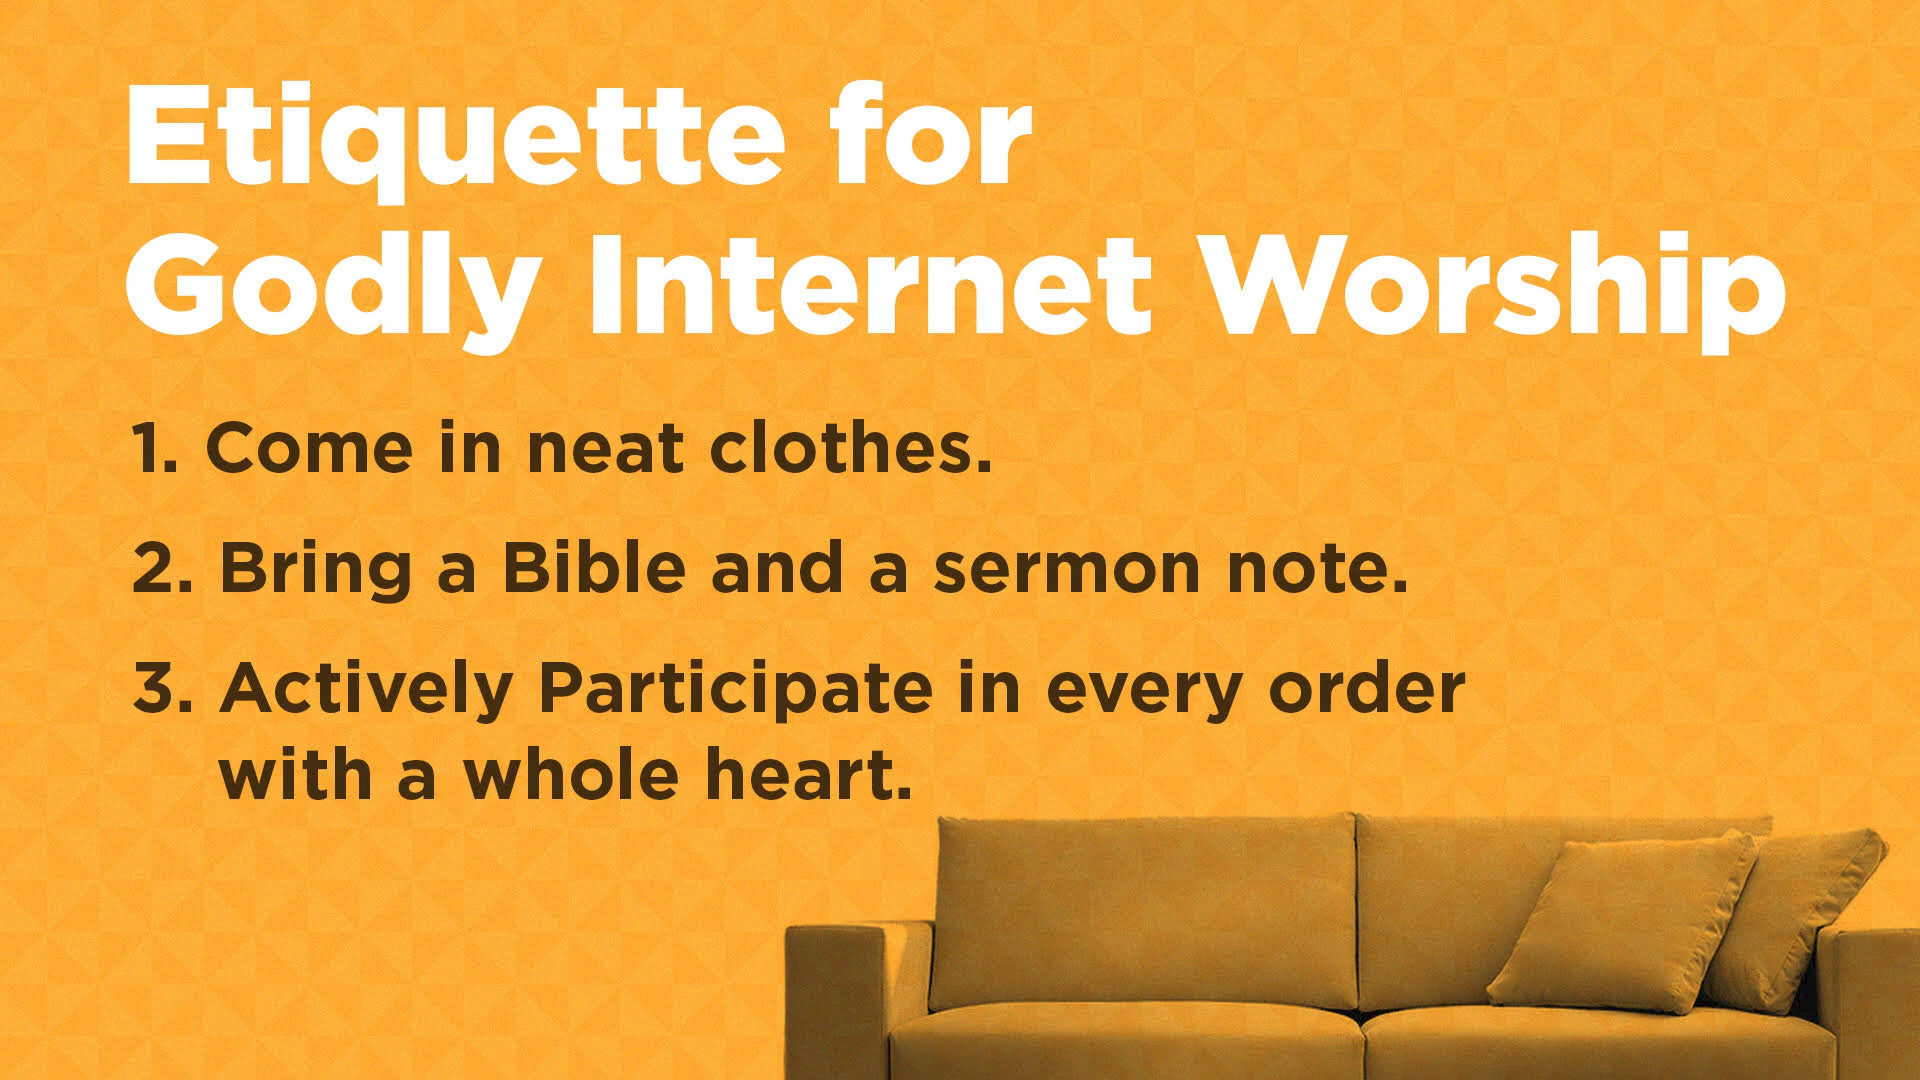 Etiquette for
Godly Internet Worship
1. Come in neat clothes.
2. Bring a Bible and a sermon note.
3. Actively Participate in every order
with a whole heart.